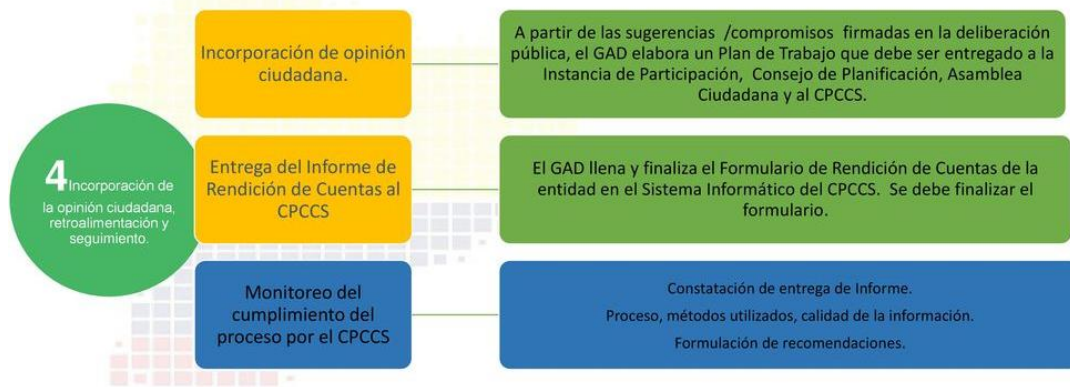 Incorporación de opinión
ciudadana.
A partir de las sugerencias /compromisos firmadas en la deliberación
pública, el GAD elabora un Plan de Trabajo que debe ser entregado a la
Instancia de Participación, Consejo de Planificación, Asamblea
Ciudadana y al CPCCS.
4 Incorporación de
la opinión ciudadana,
retroalimentación y
seguimiento.
Entrega del Informe de
Rendición de Cuentas al
CPCCS
El GAD llena y finaliza el Formulario de Rendición de Cuentas de la
entidad en el Sistema Informático del CPCCS. Se debe finalizar el
formulario.
Monitoreo del
cumplimiento del
proceso por el CPCCS
Constatación de entrega de Informe.
Proceso, métodos utilizados, calidad de la información.
Formulación de recomendaciones.